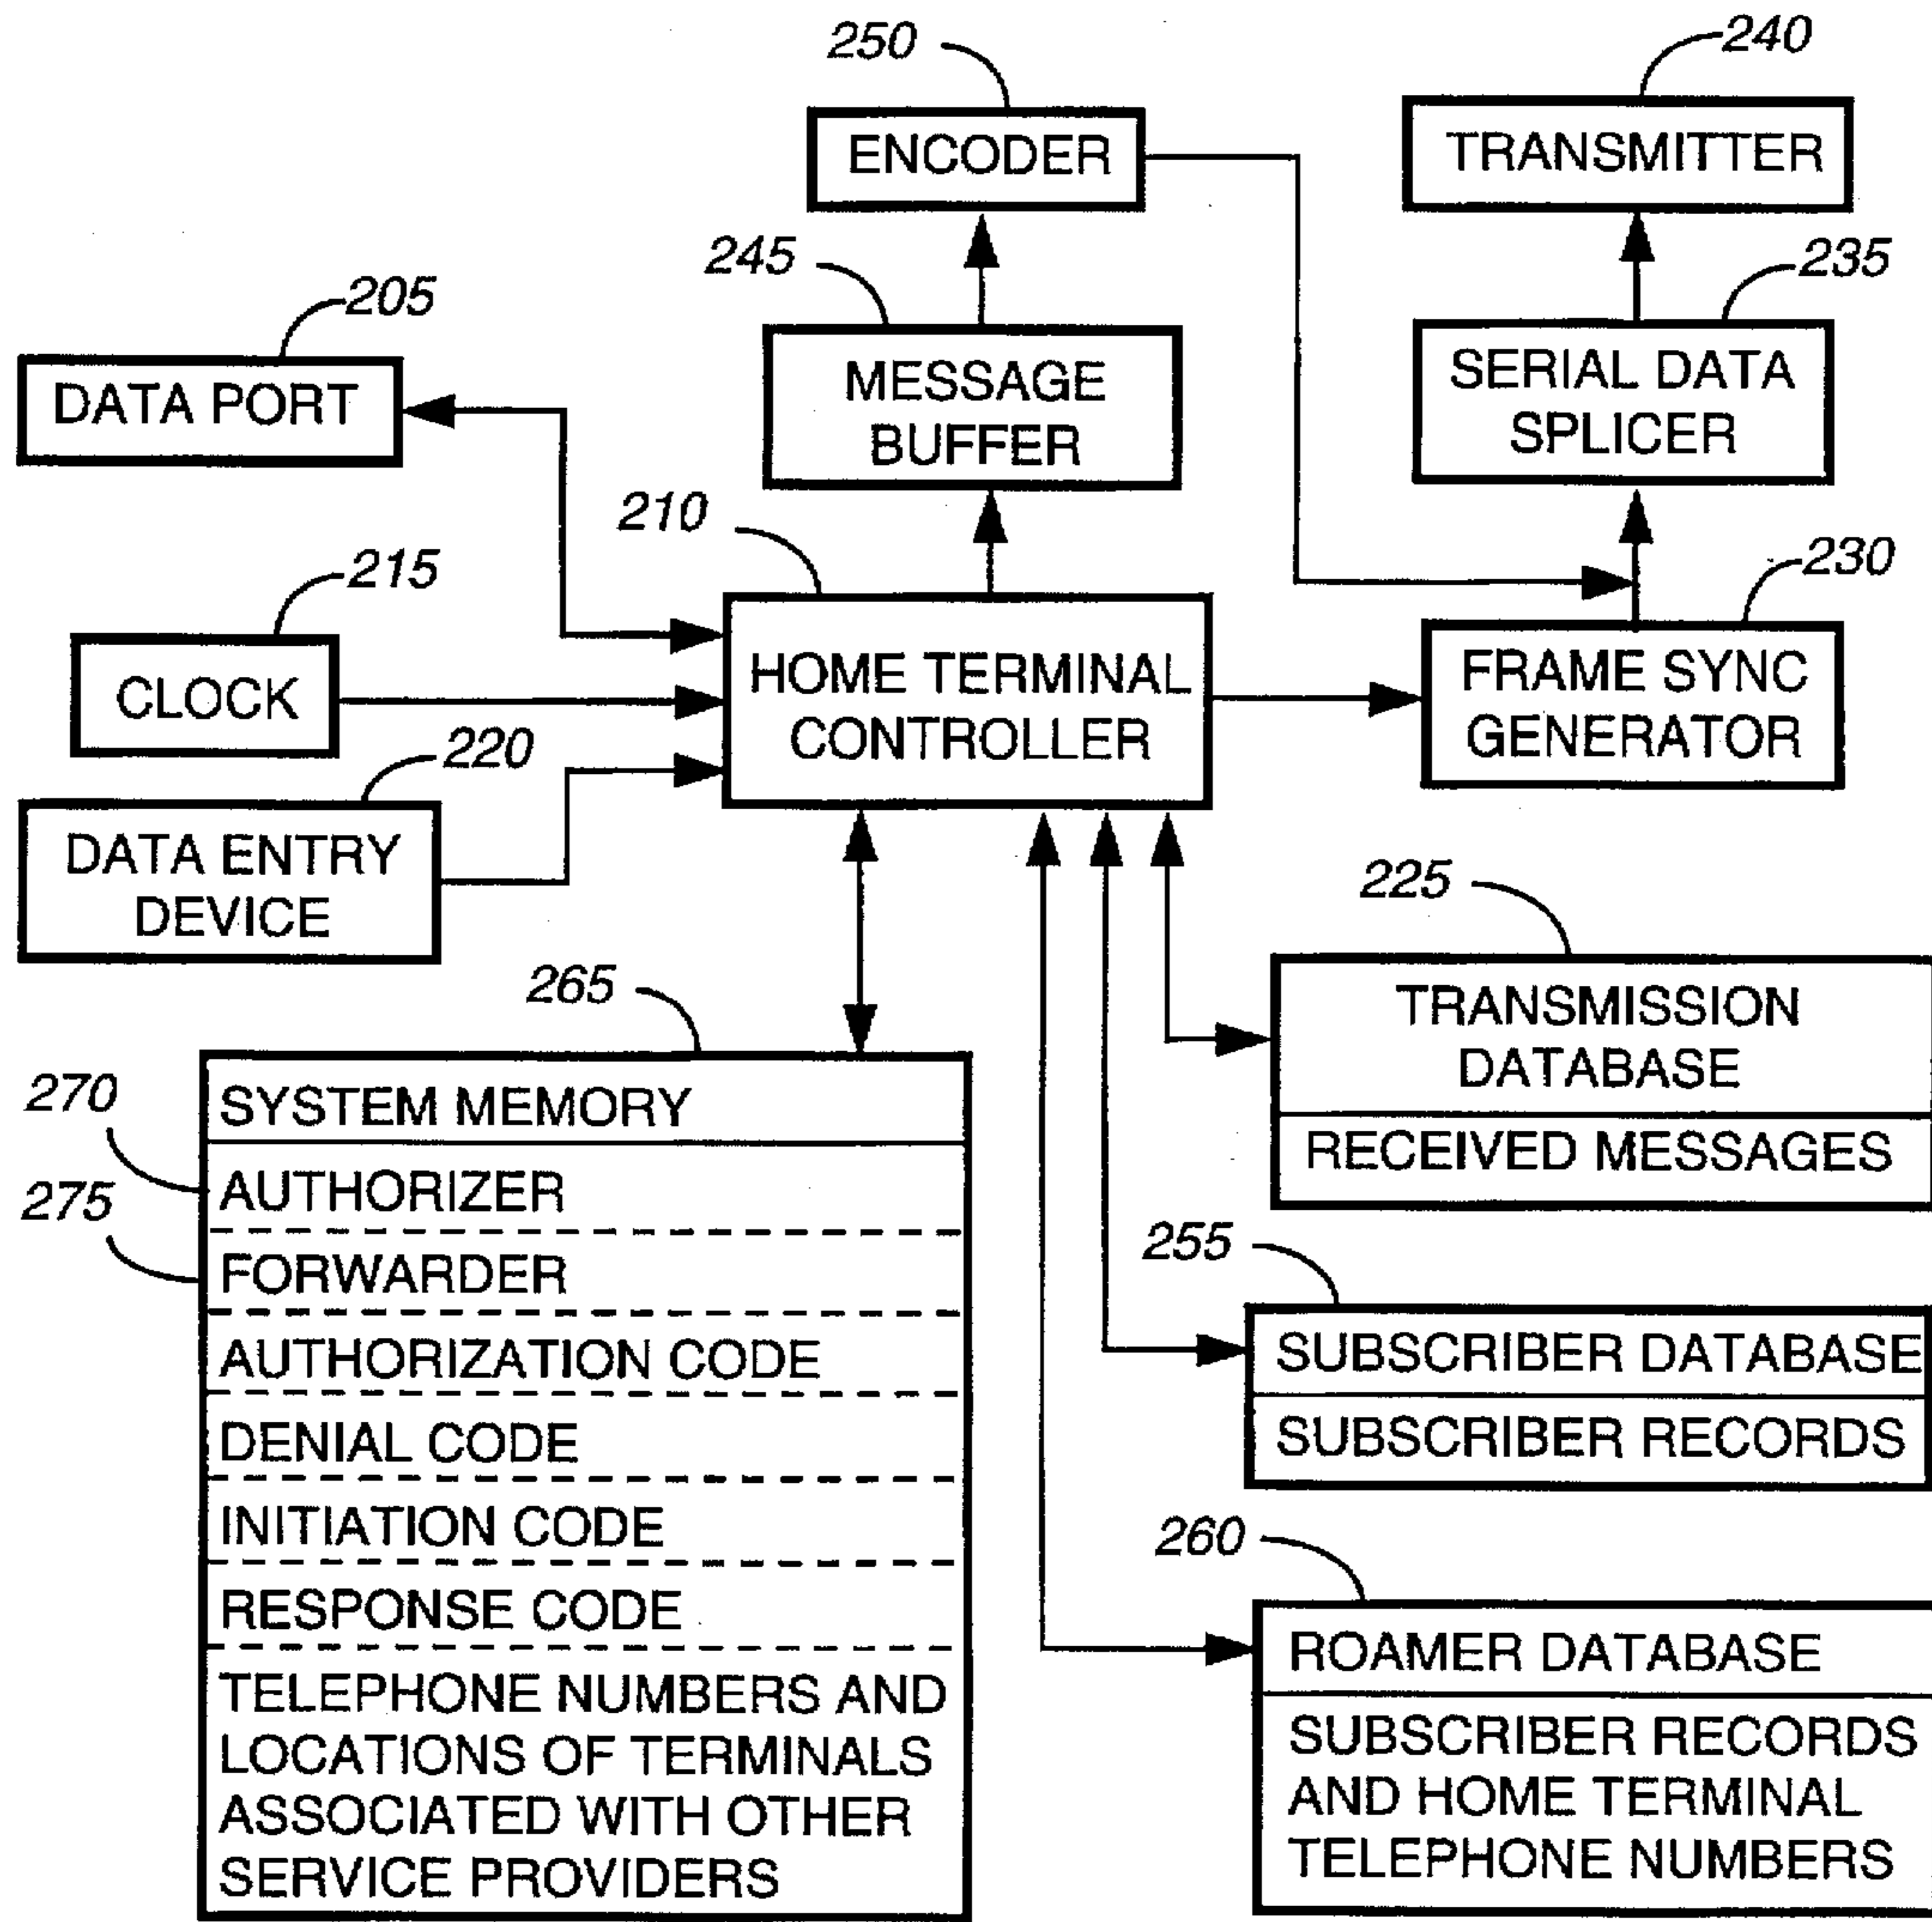 250
240
ENCODER
TRANSMITTER
245
235
205
DATA PORT
MESSAGE
BUFFER
SERIAL DATA
SPLICER
210
215
230
CLOCK
HOME TERMINAL
CONTROLLER
FRAME SYNC
GENERATOR
220
DATA ENTRY
DEVICE
225
TRANSMISSION
DATABASE
RECEIVED MESSAGES
265
270
275
SYSTEM MEMORY
AUTHORIZER
FORWARDER
AUTHORIZATION CODE
DENIAL CODE
INITIATION CODE
RESPONSE CODE
TELEPHONE NUMBERS AND
LOCATIONS OF TERMINALS
ASSOCIATED WITH OTHER
SERVICE PROVIDERS
255
SUBSCRIBER DATABASE
SUBSCRIBER RECORDS
260
ROAMER DATABASE
SUBSCRIBER RECORDS
AND HOME TERMINAL
TELEPHONE NUMBERS